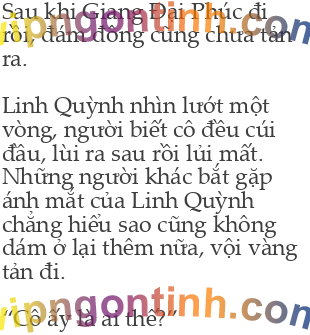 Sau khi Giang Đại Phúc đi
rồi, đám đông cũng chưa tản
ra.
Linh Quỳnh nhìn lướt một
vòng, người biết cô đều cúi
đầu, lùi ra sau rồi lủi mất.
Những người khác bắt gặp
ánh mắt của Linh Quỳnh
chẳng hiểu sao cũng không
dám ở lại thêm nữa, vội vàng
tản đi.
“Cô ấy là ai thế?”
vipngontinh.com
vipngontinh.com